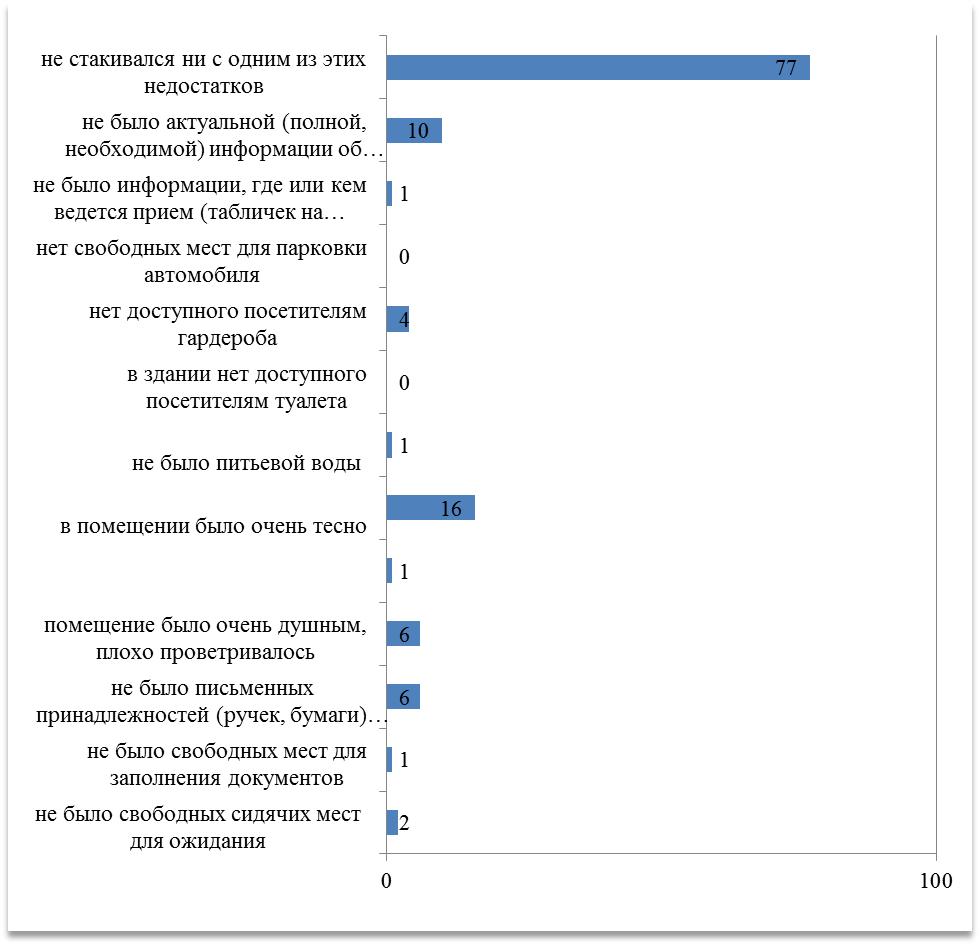 не стакивался ни с одним из этих
недостатков
77
не было актуальной (полной,
необходимой) информации об…
10
не было информации, где или кем
ведется прием (табличек на…
1
нет свободных мест для парковки
автомобиля
0
нет доступного посетителям
гардероба
4
в здании нет доступного
посетителям туалета
0
не было питьевой воды
1
в помещении было очень тесно
16
1
помещение было очень душным,
плохо проветривалось
6
не было письменных
принадлежностей (ручек, бумаги)…
6
не было свободных мест для
заполнения документов
1
не было свободных сидячих мест
для ожидания
2
0
100